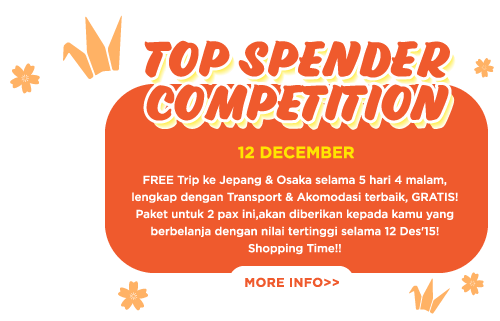 TOP SPENDER
COMPETITION
12 DECEMBER
FREE Trip ke Jepang & Osaka selama 5 hari 4 malam,
lengkap dengan Transport & Akomodasi terbaik, GRATIS!
Paket untuk 2 pax ini,akan diberikan kepada kamu yang
berbelanja dengan nilai tertinggi selama 12 Des'15!
Shopping Time!!
MORE INFO>>